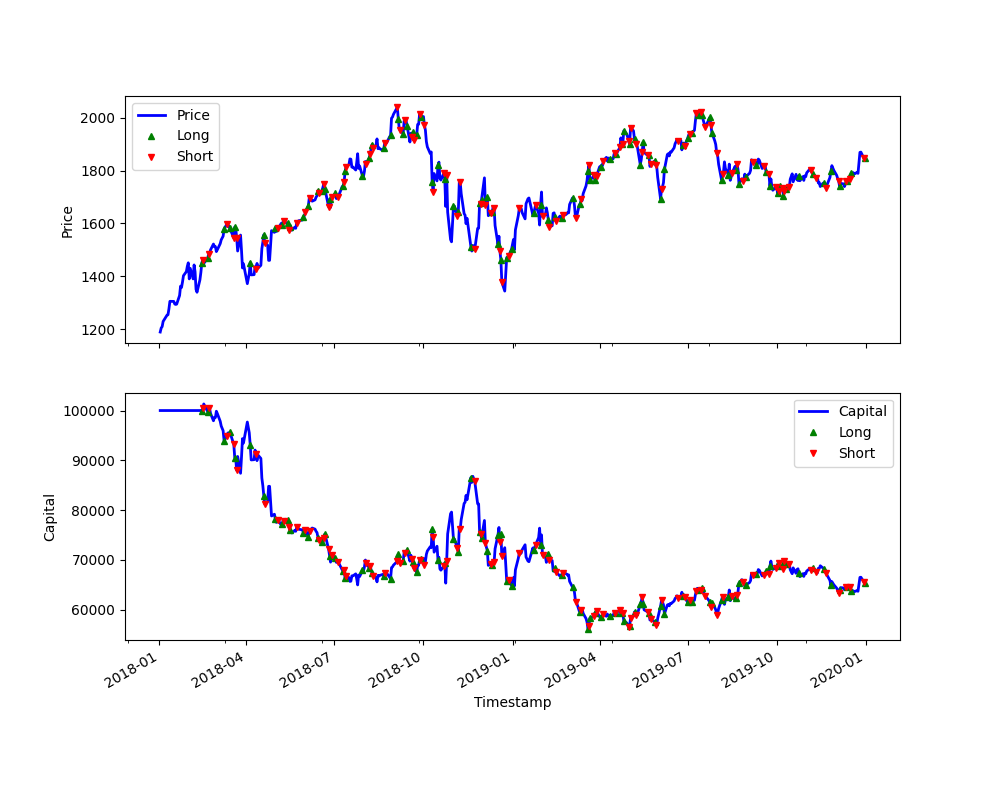 Price
Long
Short
2000
1800
1600
1400
1200
Price
Capital
Long
Short
100000
90000
80000
70000
60000
Capital
2018-01
2018-04
2018-07
2018-10
2019-01
2019-04
2019-07
2019-10
2020-01
Timestamp